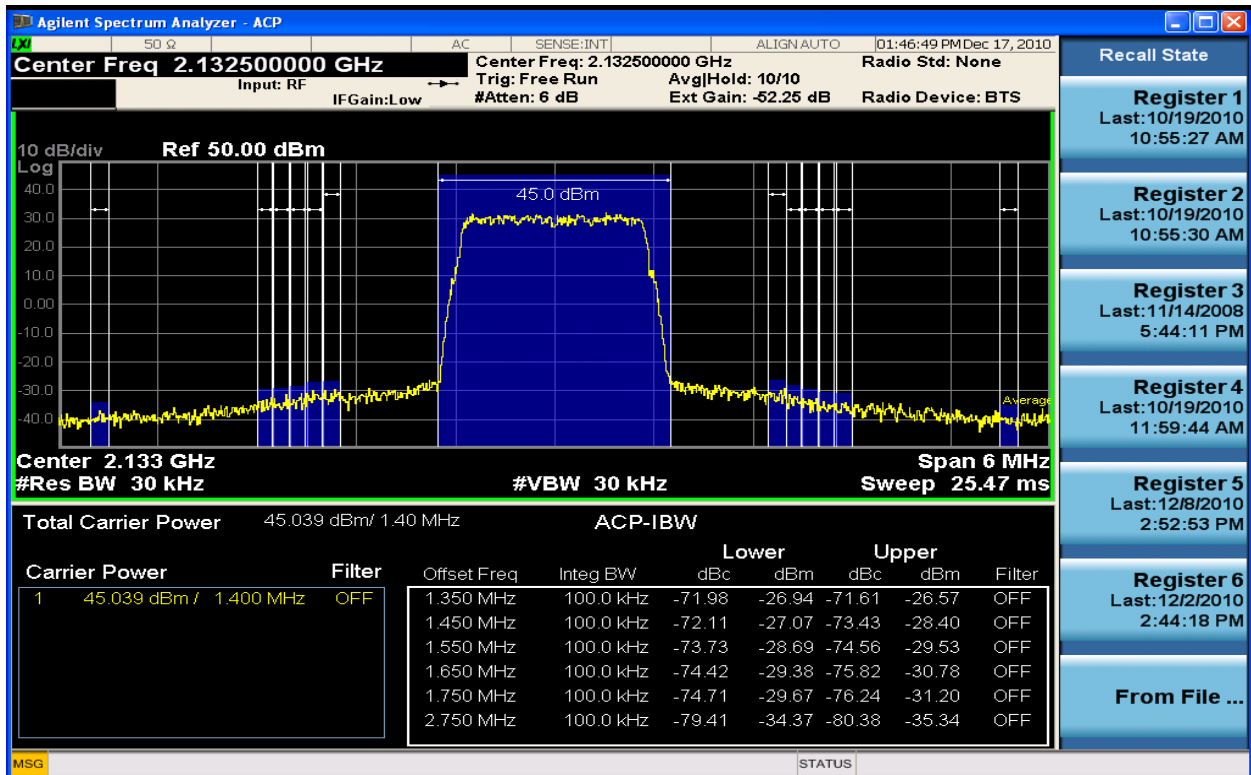 Agilent Spectrum Analyzer - ACP
LXI 50 Ω AC SENSE:INT ALIGN AUTO 01:46:49 PM Dec 17, 2010
Center Freq 2.132500000 GHz
Input: RF
IFGain:Low
Center Freq: 2.132500000 GHz
Trig: Free Run
#Atten: 6 dB
Avg|Hold: 10/10
Ext Gain: -52.25 dB
Radio Std: None
Radio Device: BTS
10 dB/div Ref 50.00 dBm
Log
40.0
30.0
20.0
10.0
0.00
-10.0
-20.0
-30.0
-40.0
45.0 dBm
Average
Center 2.133 GHz Span 6 MHz
#Res BW 30 kHz #VBW 30 kHz Sweep 25.47 ms
Total Carrier Power 45.039 dBm/ 1.40 MHz ACP-IBW
Carrier Power Filter
1 45.039 dBm / 1.400 MHz OFF
Lower Upper
Offset Freq Integ BW dBc dBm dBc dBm Filter
1.350 MHz 100.0 kHz -71.98 -26.94 -71.61 -26.57 OFF
1.450 MHz 100.0 kHz -72.11 -27.07 -73.43 -28.40 OFF
1.550 MHz 100.0 kHz -73.73 -28.69 -74.56 -29.53 OFF
1.650 MHz 100.0 kHz -74.42 -29.38 -75.82 -30.78 OFF
1.750 MHz 100.0 kHz -74.71 -29.67 -76.24 -31.20 OFF
2.750 MHz 100.0 kHz -79.41 -34.37 -80.38 -35.34 OFF
MSG STATUS
Recall State
Register 1
Last:10/19/2010
10:55:27 AM
Register 2
Last:10/19/2010
10:55:30 AM
Register 3
Last:11/14/2008
5:44:11 PM
Register 4
Last:10/19/2010
11:59:44 AM
Register 5
Last:12/8/2010
2:52:53 PM
Register 6
Last:12/2/2010
2:44:18 PM
From File ...